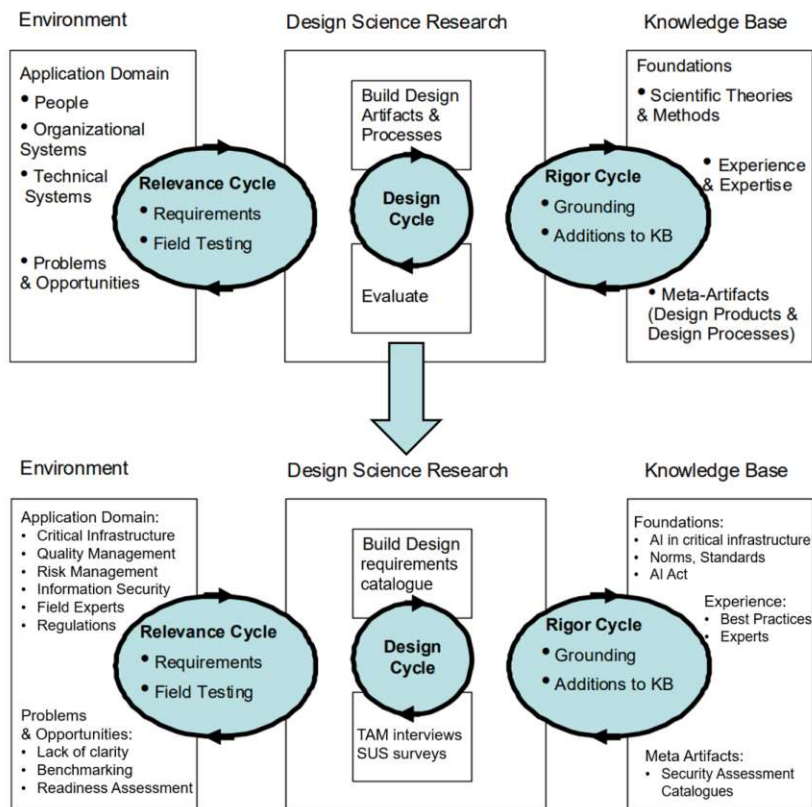 Environment
Design Science Research
Knowledge Base
Application Domain
• People
• Organizational
Systems
• Technical
Systems
• Problems
& Opportunities
Relevance Cycle
• Requirements
• Field Testing
Build Design
Artifacts &
Processes
Design
Cycle
Evaluate
Rigor Cycle
• Grounding
• Additions to KB
Foundations
• Scientific Theories
& Methods
• Experience
& Expertise
• Meta-Artifacts
(Design Products &
Design Processes)
Environment
Design Science Research
Knowledge Base
Application Domain:
• Critical Infrastructure
• Quality Management
• Risk Management
• Information Security
• Field Experts
• Regulations
Problems
& Opportunities:
• Lack of clarity
• Benchmarking
• Readiness Assessment
Relevance Cycle
• Requirements
• Field Testing
Build Design
requirements
catalogue
Design
Cycle
TAM interviews
SUS surveys
Rigor Cycle
• Grounding
• Additions to KB
Foundations:
• AI in critical infrastructure
• Norms, Standards
• AI Act
Experience:
• Best Practices
• Experts
Meta Artifacts:
• Security Assessment
Catalogues